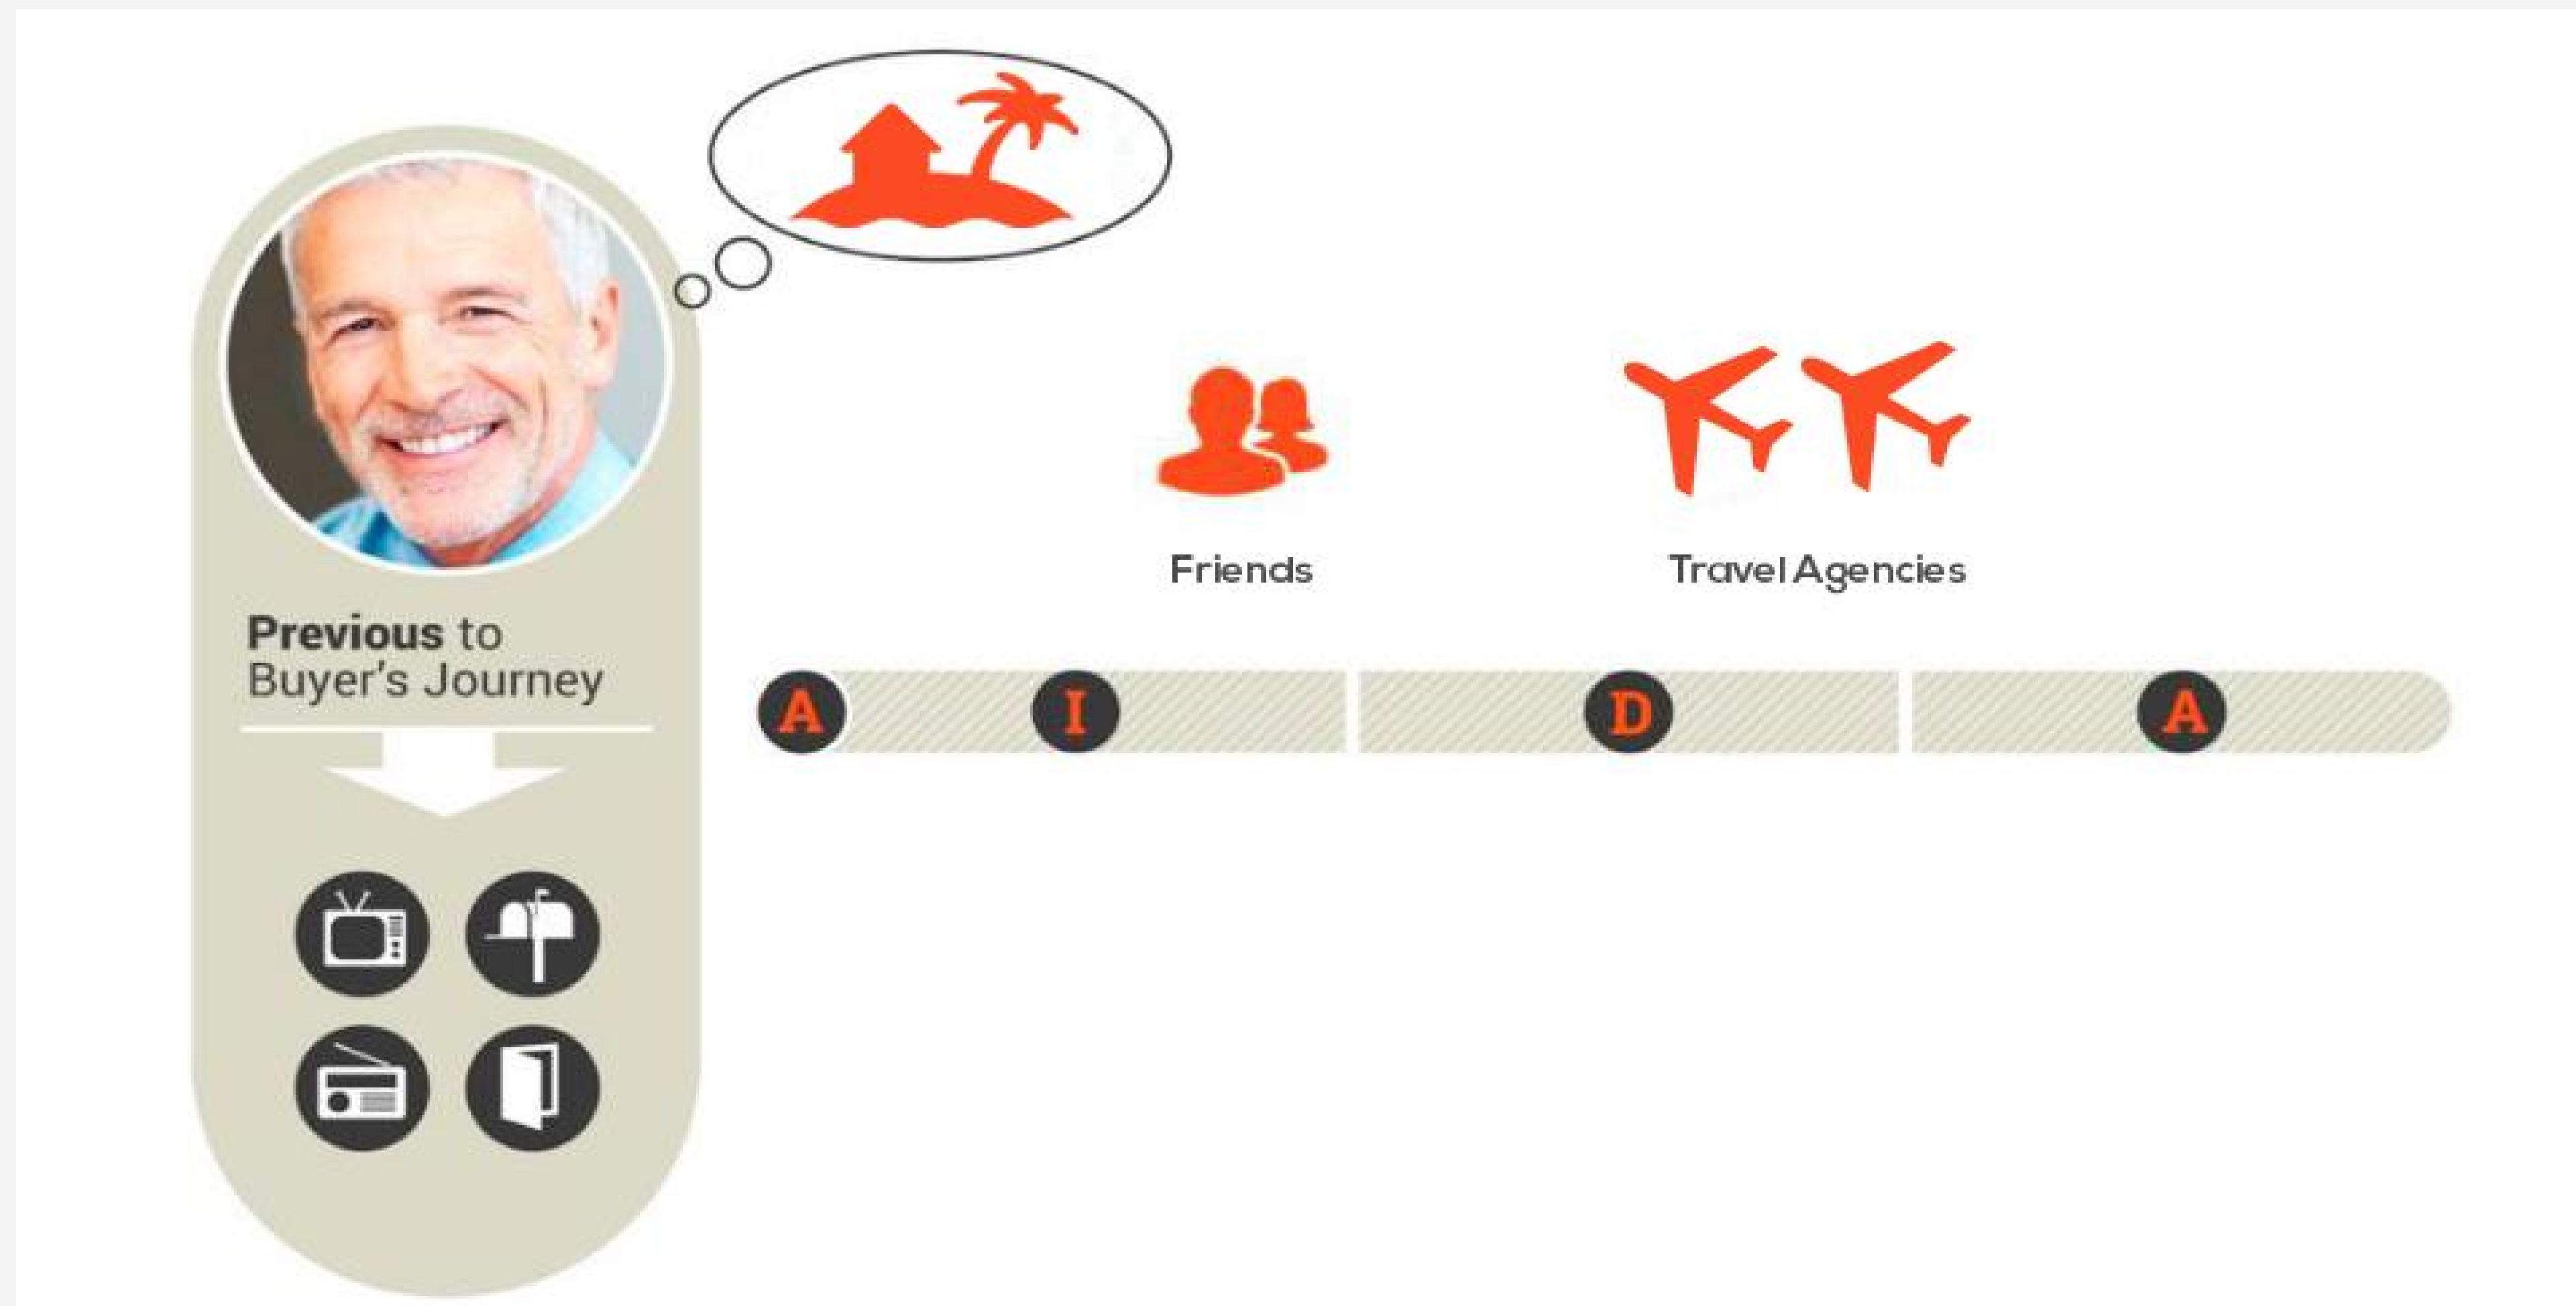 Friends
Travel Agencies
Previous to
Buyer's Journey
A
I
D
A